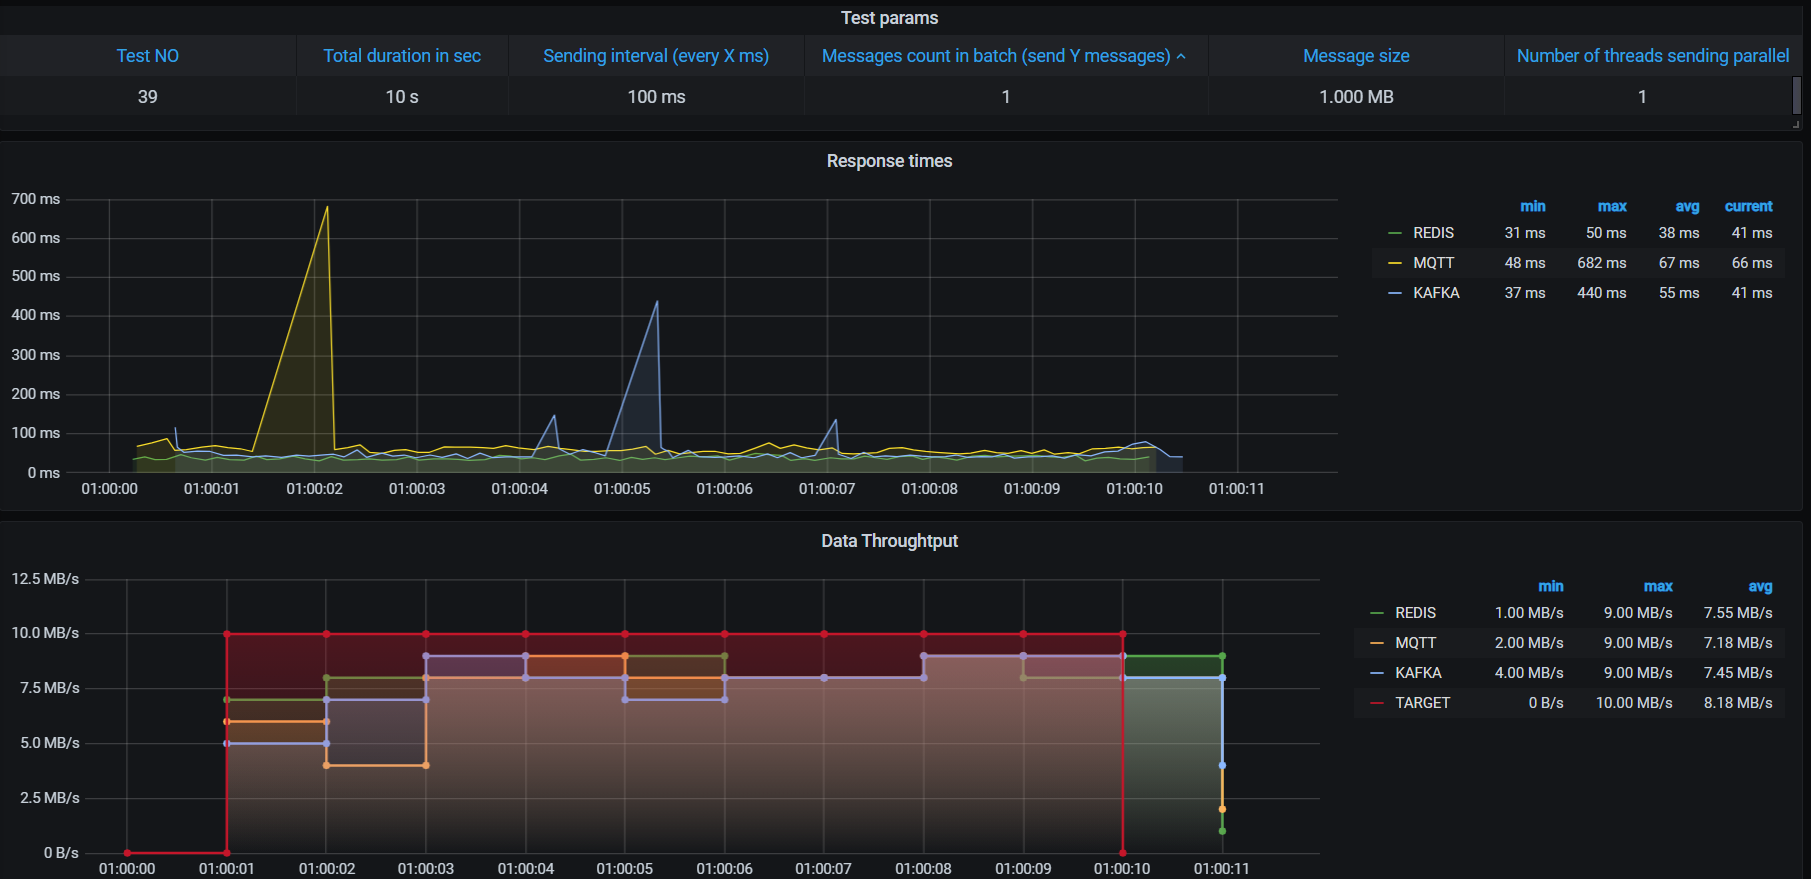 Test params
Test NO Total duration in sec Sending interval (every X ms) Messages count in batch (send Y messages) Message size Number of threads sending parallel
39 10 s 100 ms 1 1.000 MB 1
Response times
700 ms
600 ms
500 ms
400 ms
300 ms
200 ms
100 ms
0 ms
01:00:00 01:00:01 01:00:02 01:00:03 01:00:04 01:00:05 01:00:06 01:00:07 01:00:08 01:00:09 01:00:10 01:00:11
min max avg current
REDIS 31 ms 50 ms 38 ms 41 ms
MQTT 48 ms 682 ms 67 ms 66 ms
KAFKA 37 ms 440 ms 55 ms 41 ms
Data Throughtput
12.5 MB/s
10.0 MB/s
7.5 MB/s
5.0 MB/s
2.5 MB/s
0 B/s
01:00:00 01:00:01 01:00:02 01:00:03 01:00:04 01:00:05 01:00:06 01:00:07 01:00:08 01:00:09 01:00:10 01:00:11
min max avg
REDIS 1.00 MB/s 9.00 MB/s 7.55 MB/s
MQTT 2.00 MB/s 9.00 MB/s 7.18 MB/s
KAFKA 4.00 MB/s 9.00 MB/s 7.45 MB/s
TARGET 0 B/s 10.00 MB/s 8.18 MB/s